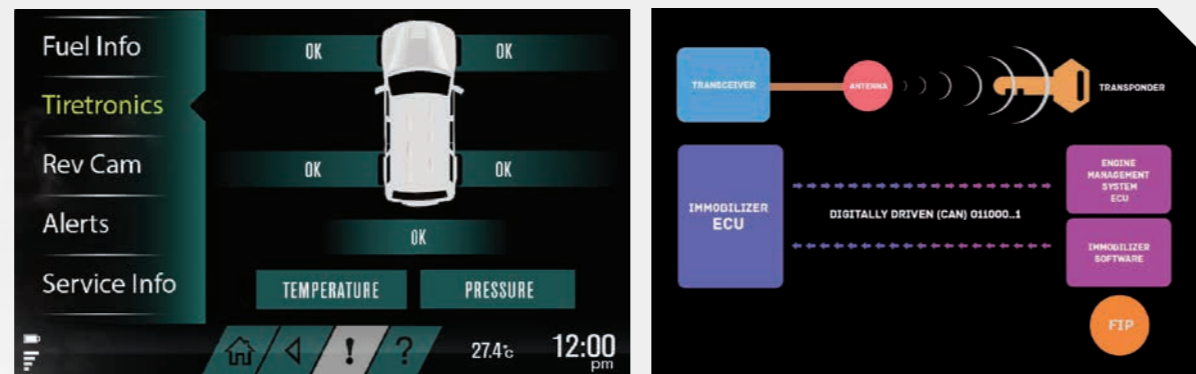 Fuel Info
Tiretronics
Rev Cam
Alerts
Service Info
OK
OK
OK
OK
OK
TEMPERATURE
PRESSURE
!
?
27.4°c
12:00
pm
TRANSCEIVER
ANTENNA
TRANSPONDER
IMMOBILIZER
ECU
DIGITALLY DRIVEN (CAN) 011000..1
ENGINE
MANAGEMENT
SYSTEM
ECU
IMMOBILIZER
SOFTWARE
FIP